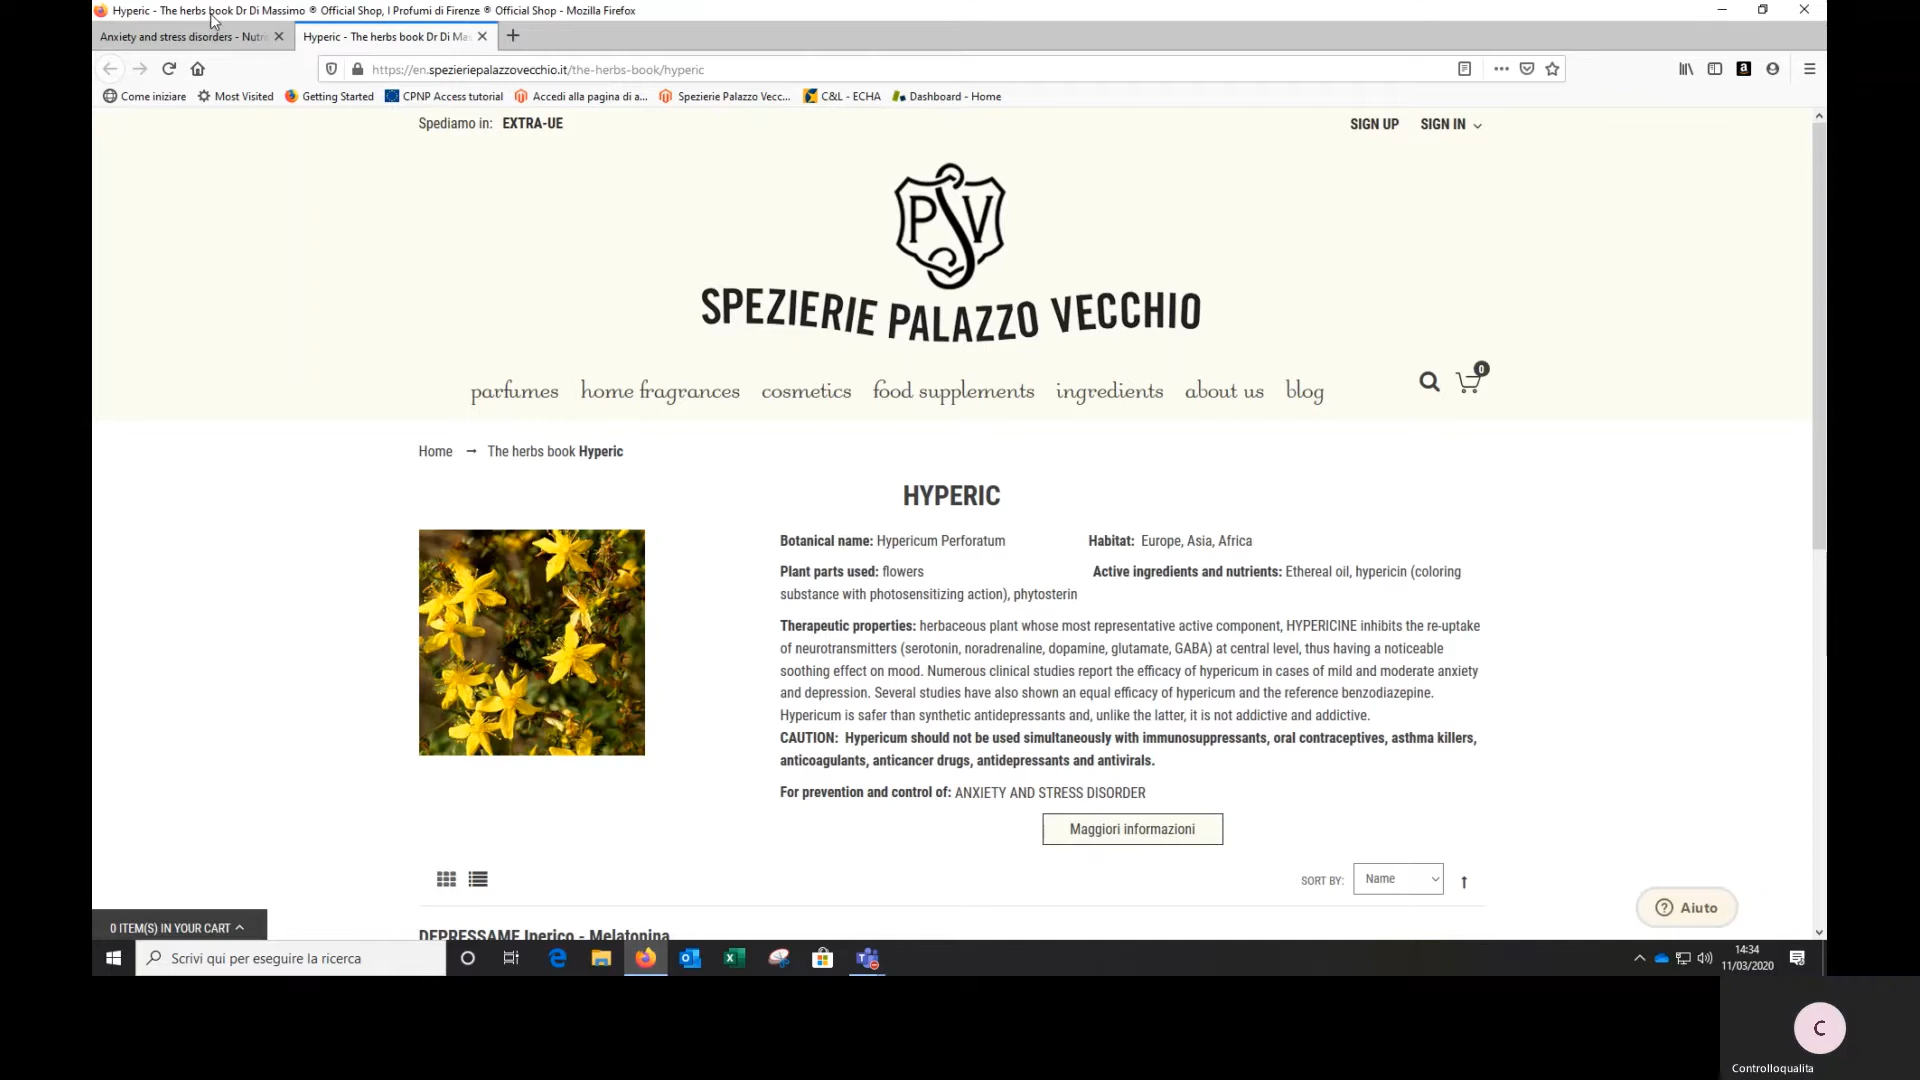 Hyperic - The herbs book Dr Di Massimo ® Official Shop, I Profumi di Firenze ® Official Shop - Mozilla Firefox
Anxiety and stress disorders - Nutri
Hyperic - The herbs book Dr Di Mas
https://en.spezieriepalazzovecchio.it/the-herbs-book/hyperic
Come iniziare Most Visited Getting Started CPNP Access tutorial Accedi alla pagina di a... Spezierie Palazzo Vecc... C&L - ECHA Dashboard - Home
Spediamo in: EXTRA-UE SIGN UP SIGN IN
PSV
SPEZIERIE PALAZZO VECCHIO
0
parfumes home fragrances cosmetics food supplements ingredients about us blog
Home → The herbs book Hyperic
HYPERIC
Botanical name: Hypericum Perforatum Habitat: Europe, Asia, Africa
Plant parts used: flowers Active ingredients and nutrients: Ethereal oil, hypericin (coloring
substance with photosensitizing action), phytosterin
Therapeutic properties: herbaceous plant whose most representative active component, HYPERICINE inhibits the re-uptake
of neurotransmitters (serotonin, noradrenaline, dopamine, glutamate, GABA) at central level, thus having a noticeable
soothing effect on mood. Numerous clinical studies report the efficacy of hypericum in cases of mild and moderate anxiety
and depression. Several studies have also shown an equal efficacy of hypericum and the reference benzodiazepine.
Hypericum is safer than synthetic antidepressants and, unlike the latter, it is not addictive and addictive.
CAUTION: Hypericum should not be used simultaneously with immunosuppressants, oral contraceptives, asthma killers,
anticoagulants, anticancer drugs, antidepressants and antivirals.
For prevention and control of: ANXIETY AND STRESS DISORDER
Maggiori informazioni
SORT BY: Name
Aiuto
0 ITEM(S) IN YOUR CART
DEPRESSAME Iperico - Melatonina
Scrivi qui per eseguire la ricerca
14:34
11/03/2020
C
Controlloqualita